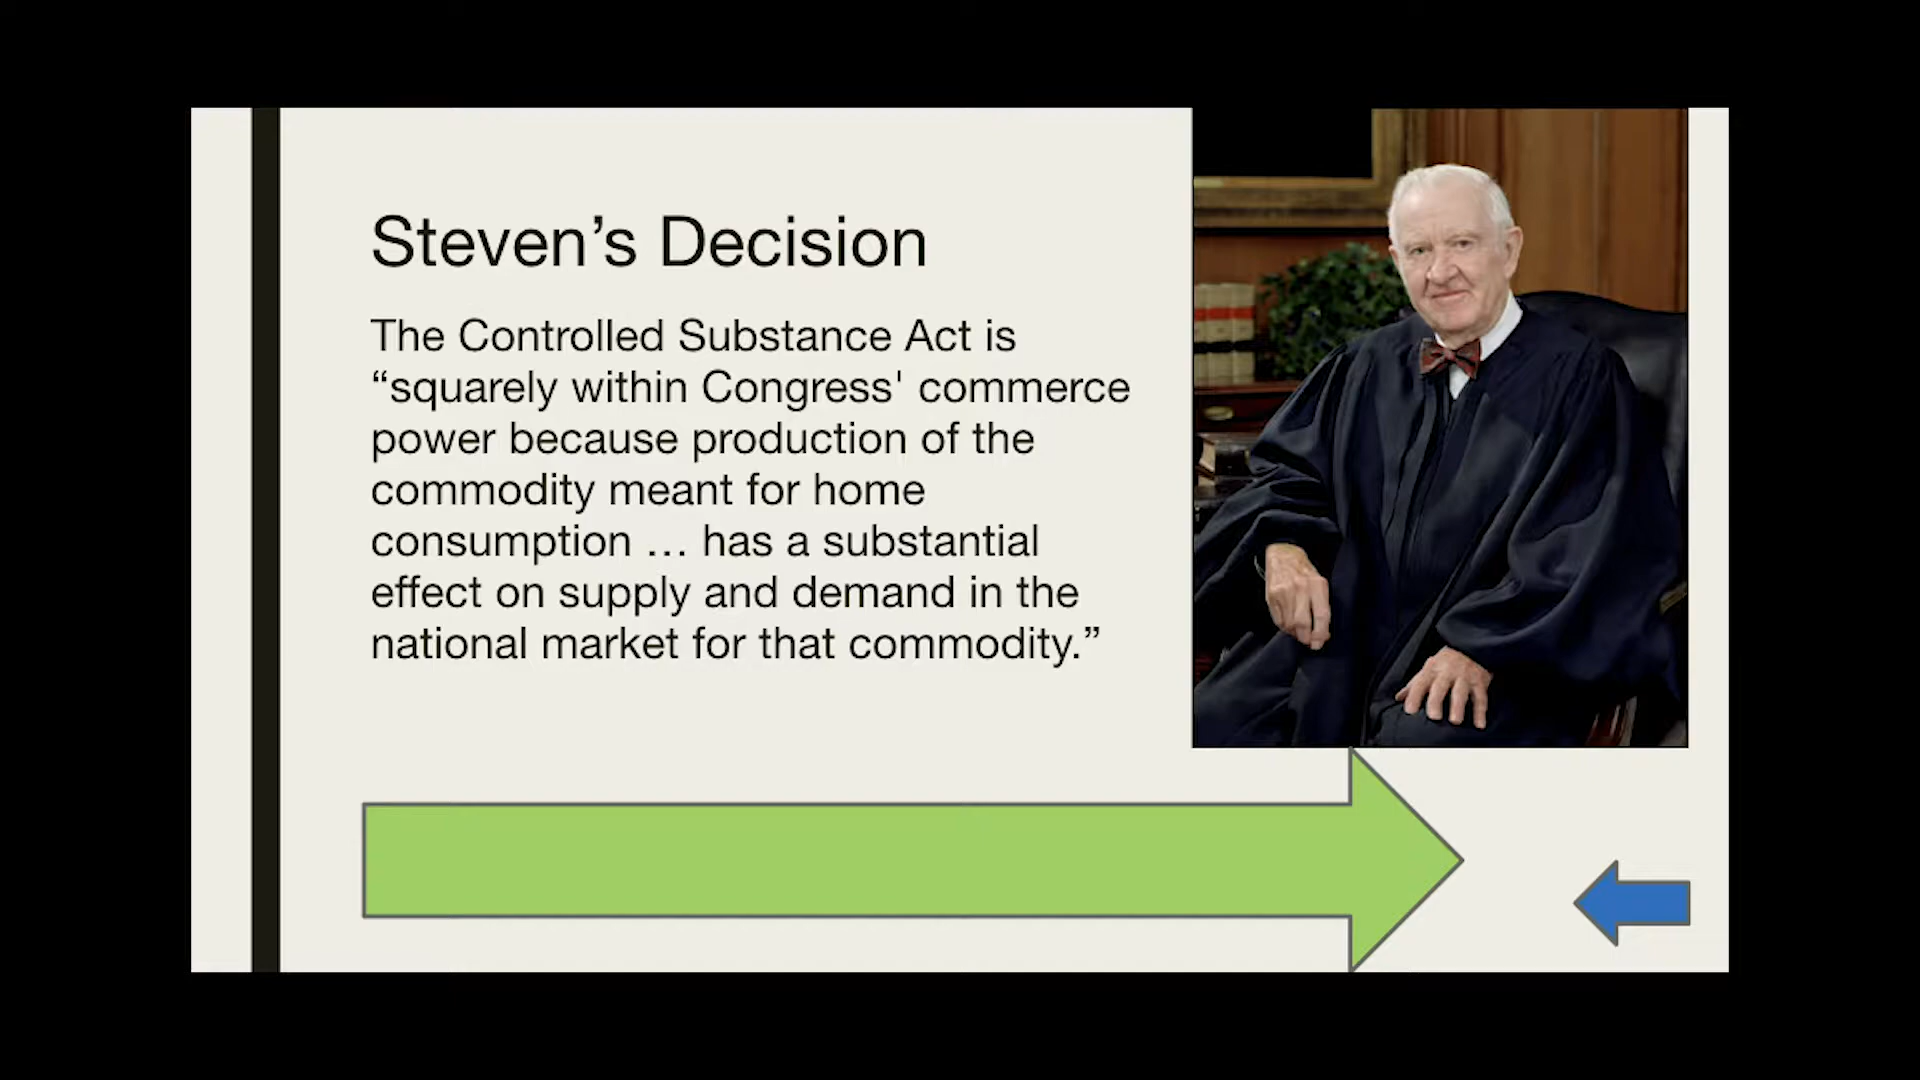 Steven’s Decision
The Controlled Substance Act is
“squarely within Congress' commerce
power because production of the
commodity meant for home
consumption … has a substantial
effect on supply and demand in the
national market for that commodity.”